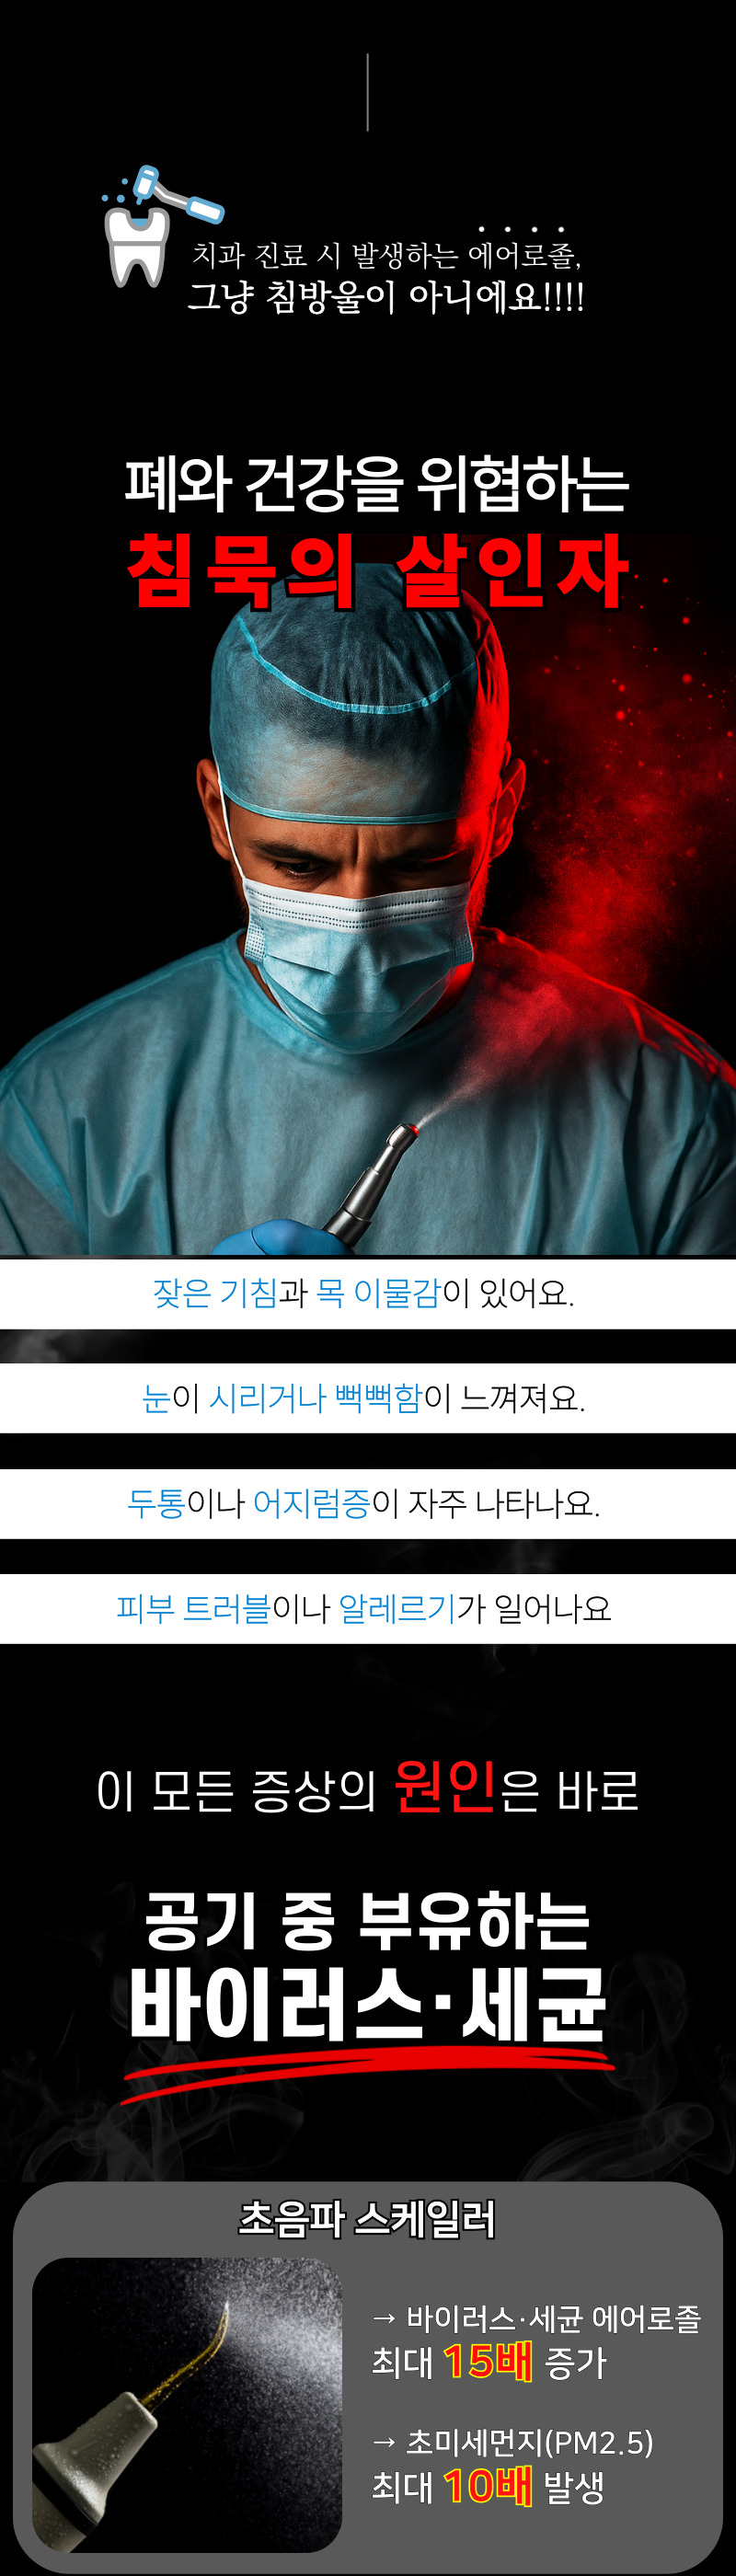 치과 진료 시 발생하는 에어로졸,
그냥 침방울이 아니에요!!!!
폐와 건강을 위협하는
침묵의 살인자
잦은 기침과 목 이물감이 있어요.
눈이 시리거나 뻑뻑함이 느껴져요.
두통이나 어지럼증이 자주 나타나요.
피부 트러블이나 알레르기가 일어나요
이 모든 증상의 원인은 바로
공기 중 부유하는
바이러스·세균
초음파 스케일러
→ 바이러스·세균 에어로졸
최대 15배 증가
→ 초미세먼지(PM2.5)
최대 10배 발생